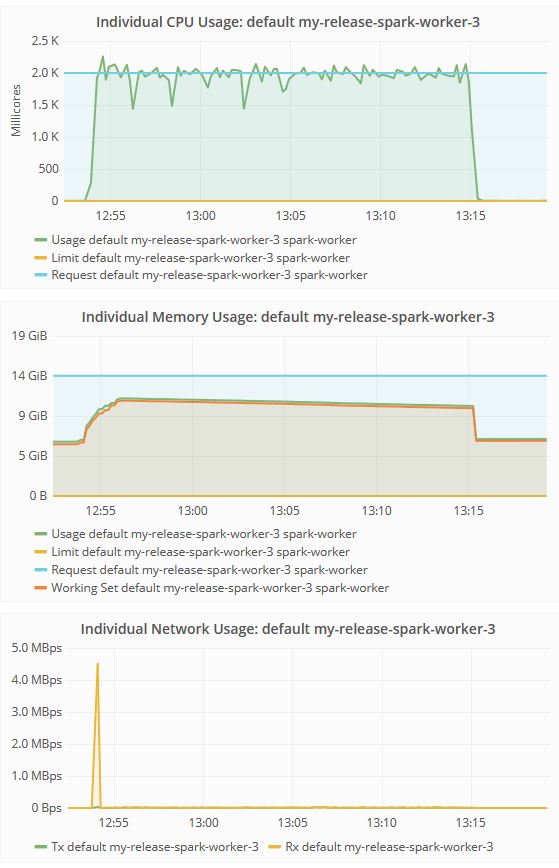 Individual CPU Usage: default my-release-spark-worker-3
2.5 K
2.0 K
1.5 K
1.0 K
500
0
Millicores
12:55 13:00 13:05 13:10 13:15
Usage default my-release-spark-worker-3 spark-worker
Limit default my-release-spark-worker-3 spark-worker
Request default my-release-spark-worker-3 spark-worker
Individual Memory Usage: default my-release-spark-worker-3
19 GiB
14 GiB
9 GiB
5 GiB
0 B
12:55 13:00 13:05 13:10 13:15
Usage default my-release-spark-worker-3 spark-worker
Limit default my-release-spark-worker-3 spark-worker
Request default my-release-spark-worker-3 spark-worker
Working Set default my-release-spark-worker-3 spark-worker
Individual Network Usage: default my-release-spark-worker-3
5.0 MBps
4.0 MBps
3.0 MBps
2.0 MBps
1.0 MBps
0 Bps
12:55 13:00 13:05 13:10 13:15
Tx default my-release-spark-worker-3 Rx default my-release-spark-worker-3